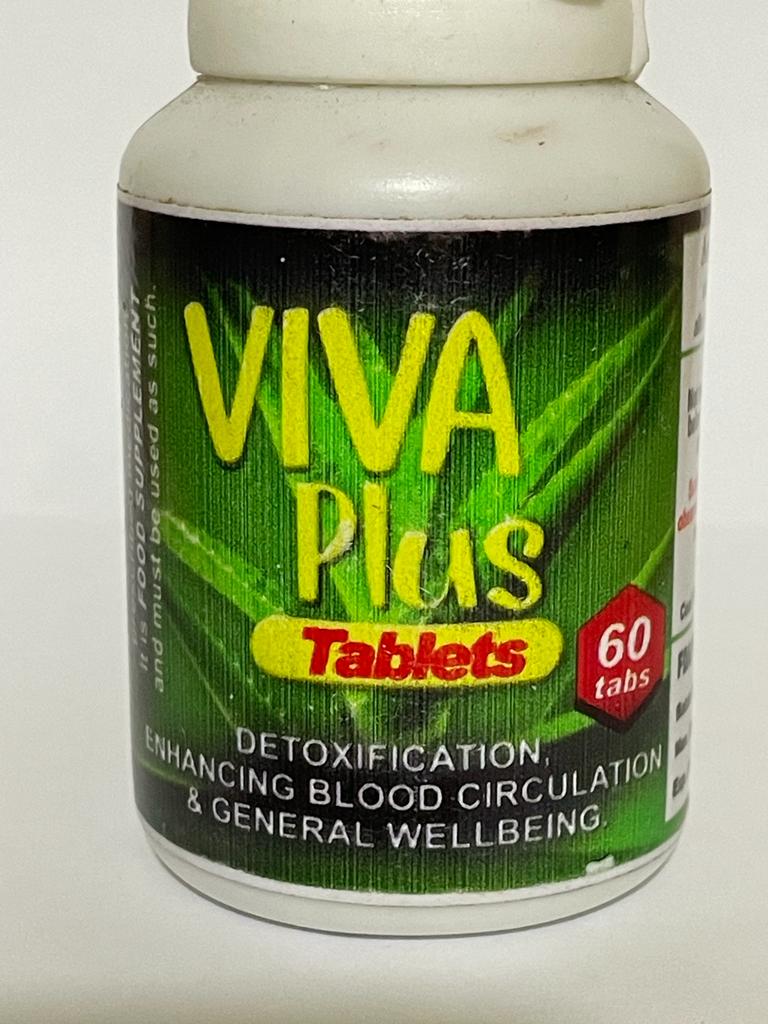 VIVA
Plus
Tablets
60
tabs
DETOXIFICATION,
ENHANCING BLOOD CIRCULATION
& GENERAL WELLBEING.
It is FOOD SUPPLEMENT
and must be used as such.